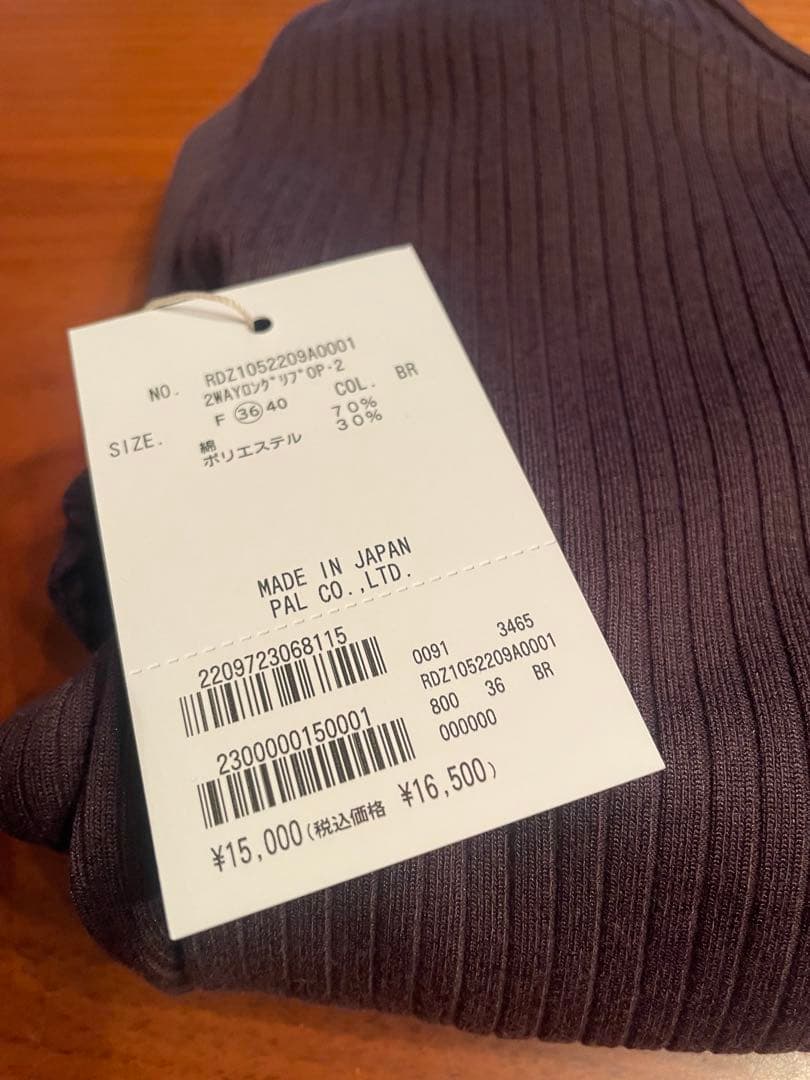 NO. RDZ1052209A0001
2WAYロングリブOP-2
SIZE. F 36 40 COL. BR
綿 70%
ポリエステル 30%
MADE IN JAPAN
PAL CO.,LTD.
2209723068115
0091 3465
RDZ1052209A0001
800 36 BR
000000
2300000150001
¥15,000(税込価格 ¥16,500)